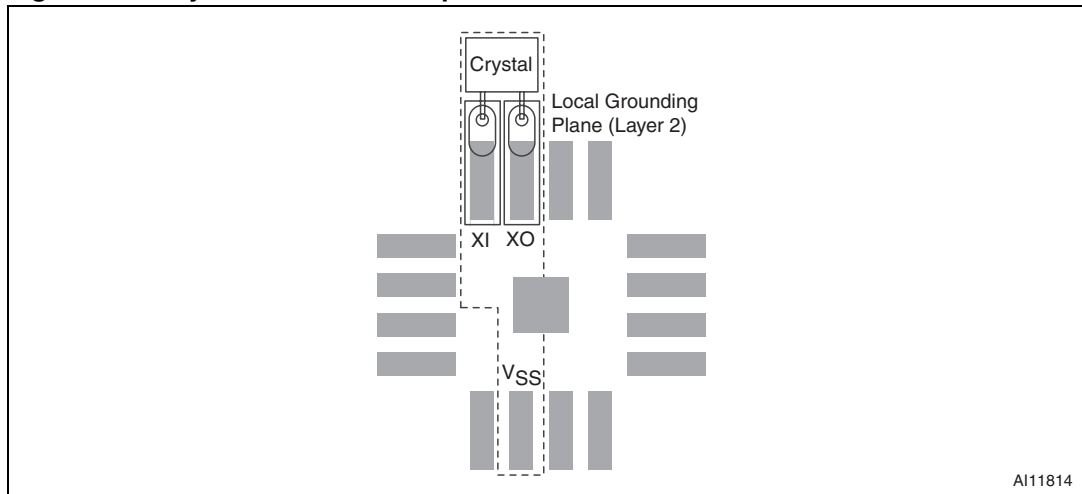 Crystal
Local Grounding
Plane (Layer 2)
XI XO
VSS
AI11814